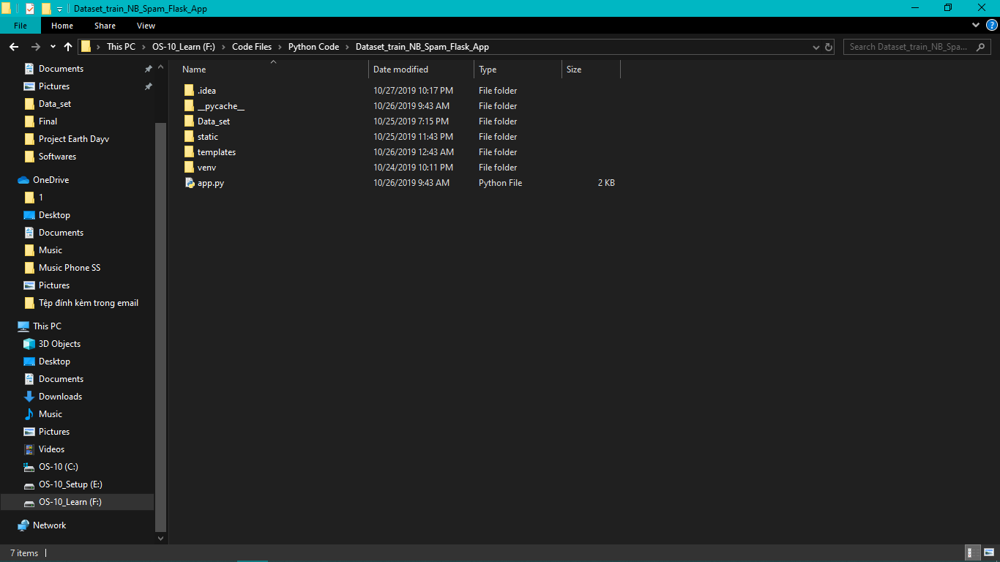 Dataset_train_NB_Spam_Flask_App
File Home Share View
This PC OS-10_Learn (F:) Code Files Python Code Dataset_train_NB_Spam_Flask_App Search Dataset_train_NB_Spa...
Documents
Pictures
Data_set
Final
Project Earth Dayv
Softwares
OneDrive
1
Desktop
Documents
Music
Music Phone SS
Pictures
Tệp đính kèm trong email
This PC
3D Objects
Desktop
Documents
Downloads
Music
Pictures
Videos
OS-10 (C:)
OS-10_Setup (E:)
OS-10_Learn (F:)
Network
Name Date modified Type Size
.idea 10/27/2019 10:17 PM File folder
__pycache__ 10/26/2019 9:43 AM File folder
Data_set 10/25/2019 7:15 PM File folder
static 10/25/2019 11:43 PM File folder
templates 10/26/2019 12:43 AM File folder
venv 10/24/2019 10:11 PM File folder
app.py 10/26/2019 9:43 AM Python File 2 KB
7 items